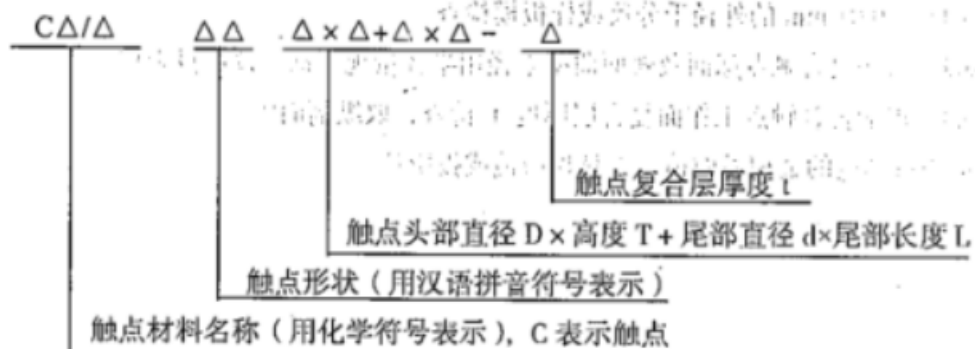 C△/△ △△ △×△+△×△- △
触点复合层厚度 t
触点头部直径 D×高度 T+尾部直径 d×尾部长度 L
触点形状(用汉语拼音符号表示)
触点材料名称(用化学符号表示), C 表示触点